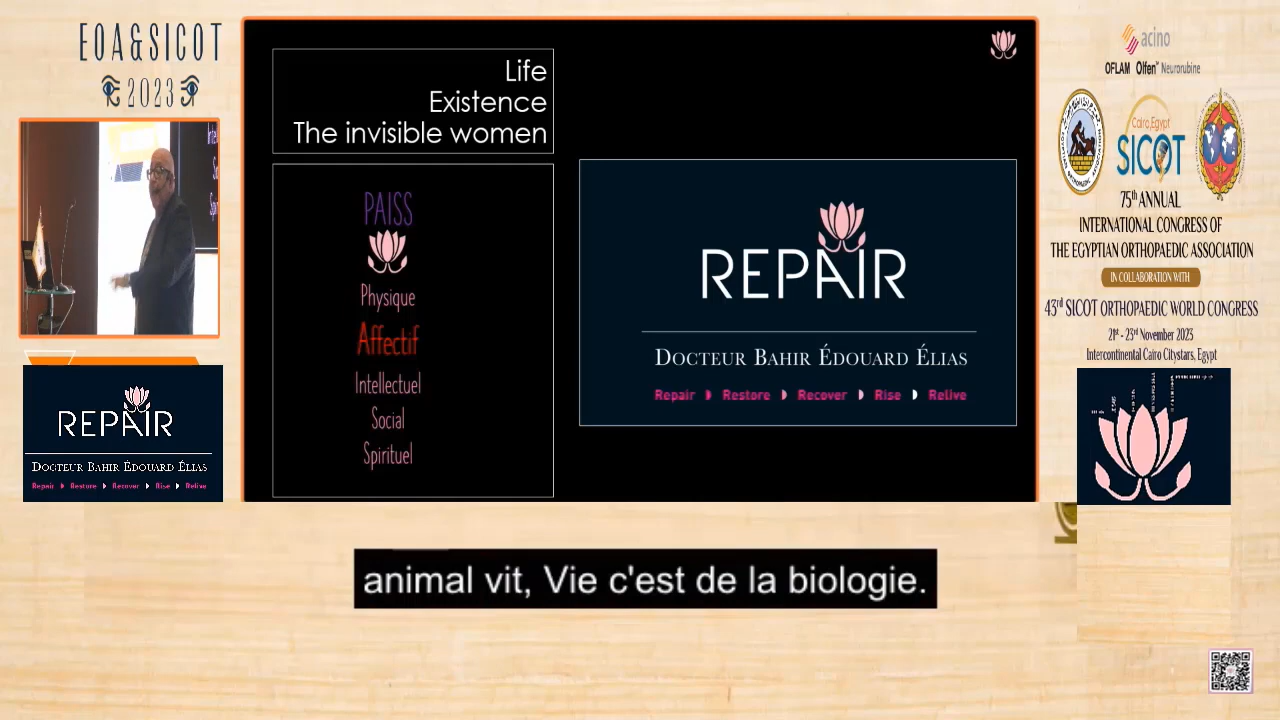 EOA&SICOT
2023
Life
Existence
The invisible women
PAISS
Physique
Affectif
Intellectuel
Social
Spirituel
REPAIR
Docteur Bahir Édouard Élias
Repair Restore Recover Rise Relive
REPAIR
Docteur Bahir Édouard Élias
Repair Restore Recover Rise Relive
acino
OFLAM Olfen Neurorubine
Cairo, Egypt
SICOT
75th ANNUAL
INTERNATIONAL CONGRESS OF
THE EGYPTIAN ORTHOPAEDIC ASSOCIATION
IN COLLABORATION WITH
43rd SICOT ORTHOPAEDIC WORLD CONGRESS
21st - 23rd November 2023
Intercontinental Cairo Citystars, Egypt
animal vit, Vie c'est de la biologie.